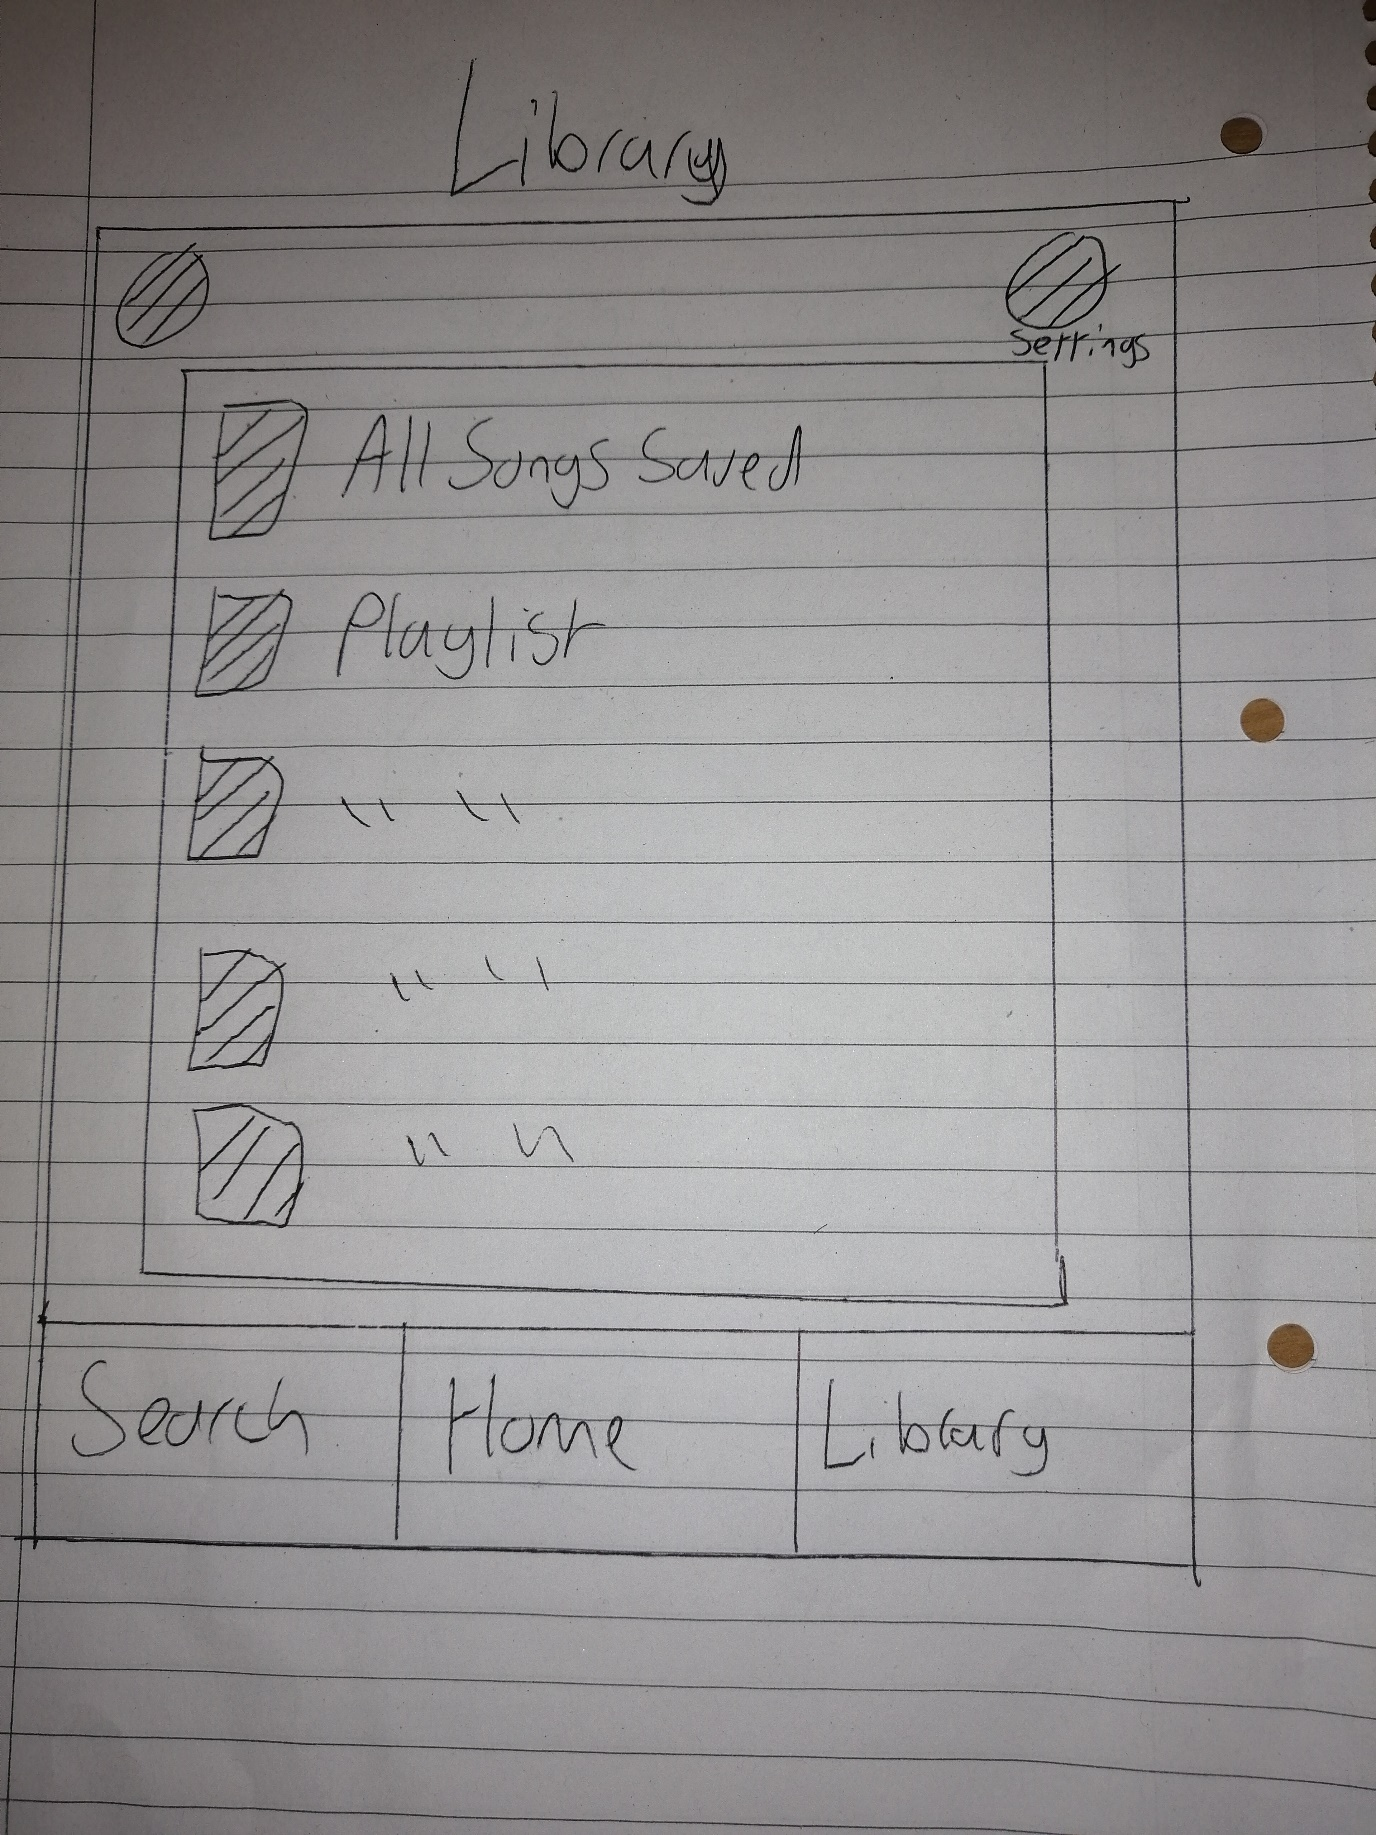 Library
Settings
All Songs Saved
Playlist
" "
" "
" "
Search Home Library